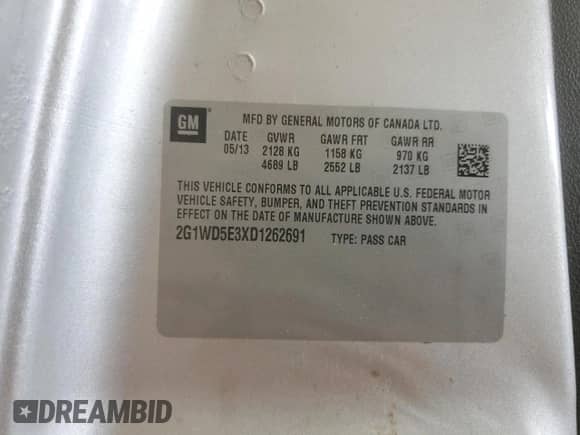 GM
MFD BY GENERAL MOTORS OF CANADA LTD.
DATE GVWR GAWR FRT GAWR RR
05/13 2128 KG 1158 KG 970 KG
4689 LB 2552 LB 2137 LB
THIS VEHICLE CONFORMS TO ALL APPLICABLE U.S. FEDERAL MOTOR
VEHICLE SAFETY, BUMPER, AND THEFT PREVENTION STANDARDS IN
EFFECT ON THE DATE OF MANUFACTURE SHOWN ABOVE.
2G1WD5E3XD1262691 TYPE: PASS CAR
DREAMBID